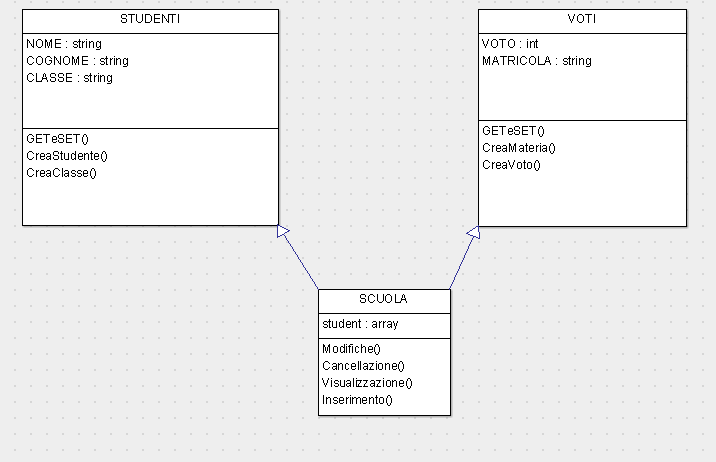 STUDENTI
NOME : string
COGNOME : string
CLASSE : string
GETeSET()
CreaStudente()
CreaClasse()
VOTI
VOTO : int
MATRICOLA : string
GETeSET()
CreaMateria()
CreaVoto()
SCUOLA
student : array
Modifiche()
Cancellazione()
Visualizzazione()
Inserimento()